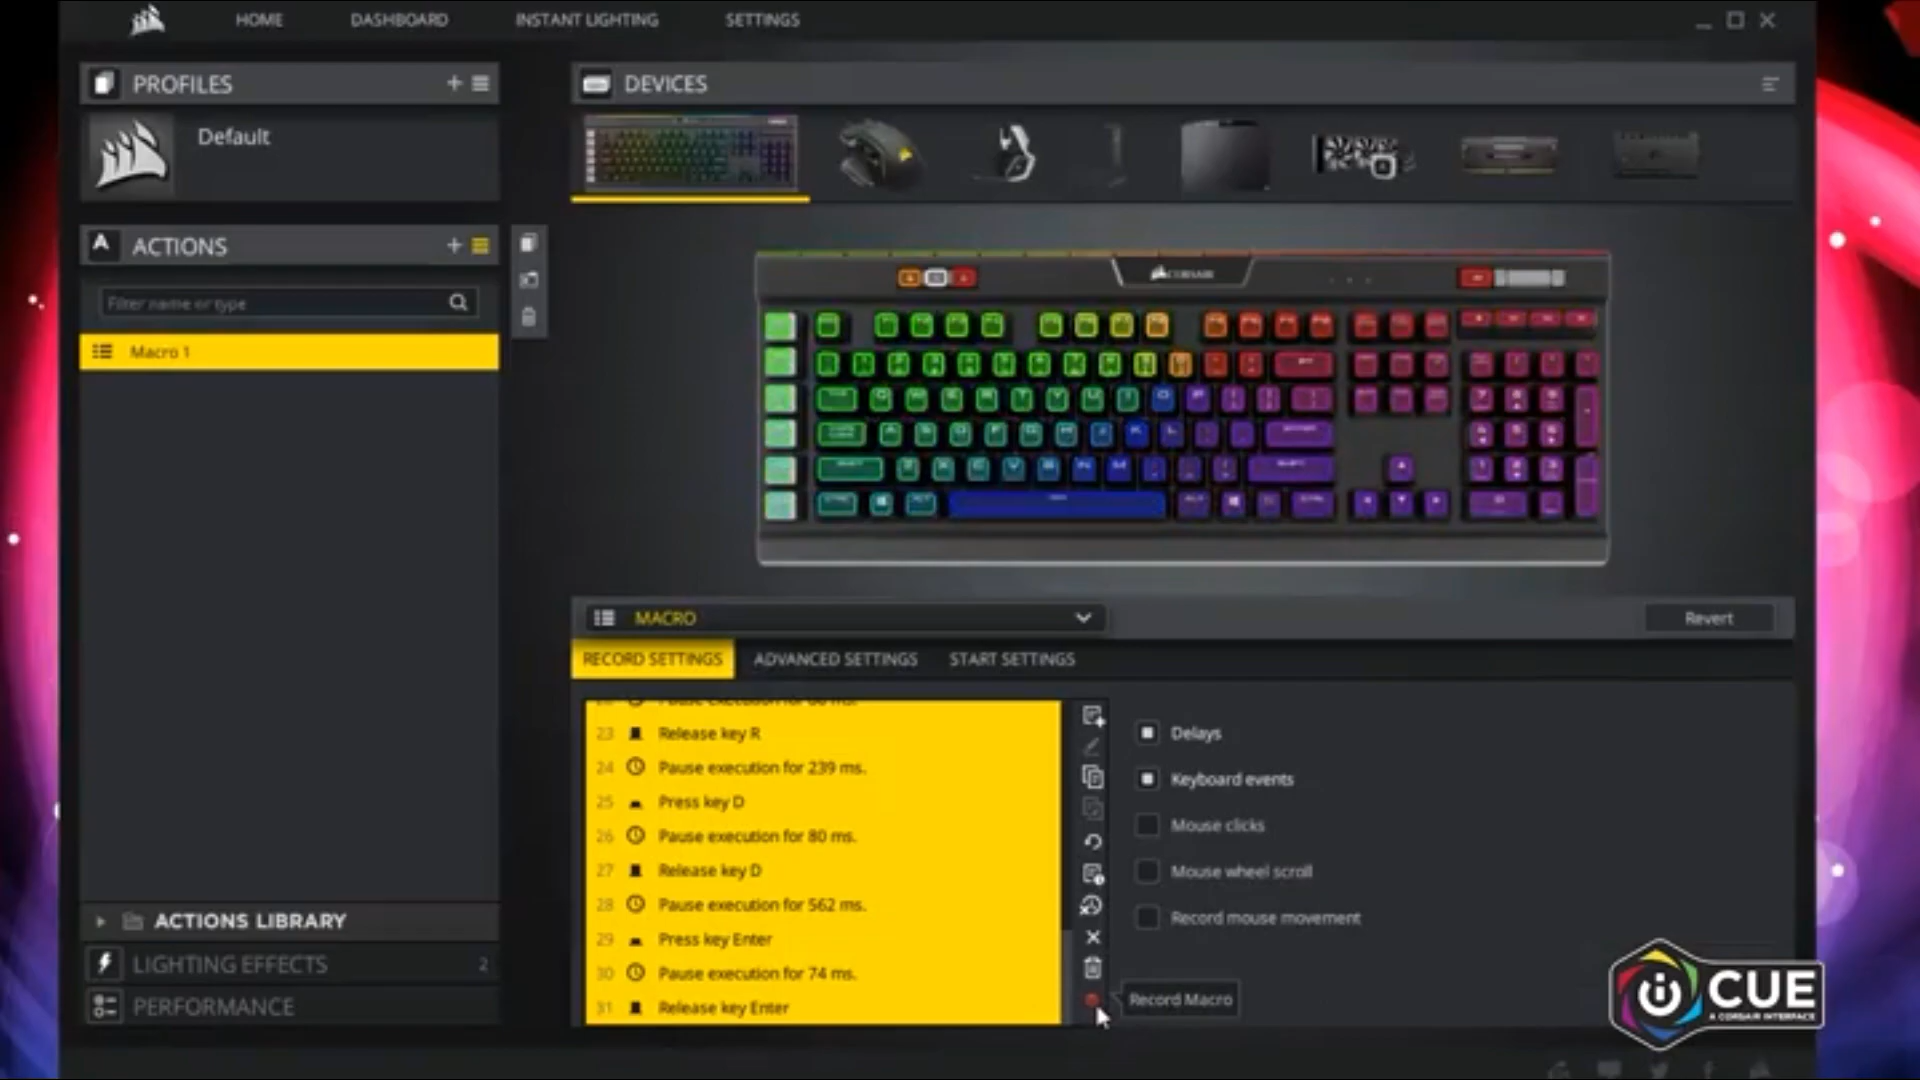 HOME DASHBOARD INSTANT LIGHTING SETTINGS
PROFILES
Default
ACTIONS
Filter name or type
Macro 1
ACTIONS LIBRARY
LIGHTING EFFECTS 2
PERFORMANCE
DEVICES
CORSAIR
MACRO
Revert
RECORD SETTINGS ADVANCED SETTINGS START SETTINGS
23 Release key R
24 Pause execution for 239 ms.
25 Press key D
26 Pause execution for 80 ms.
27 Release key D
28 Pause execution for 562 ms.
29 Press key Enter
30 Pause execution for 74 ms.
31 Release key Enter
Delays
Keyboard events
Mouse clicks
Mouse wheel scroll
Record mouse movement
Record Macro
iCUE
A CORSAIR INTERFACE